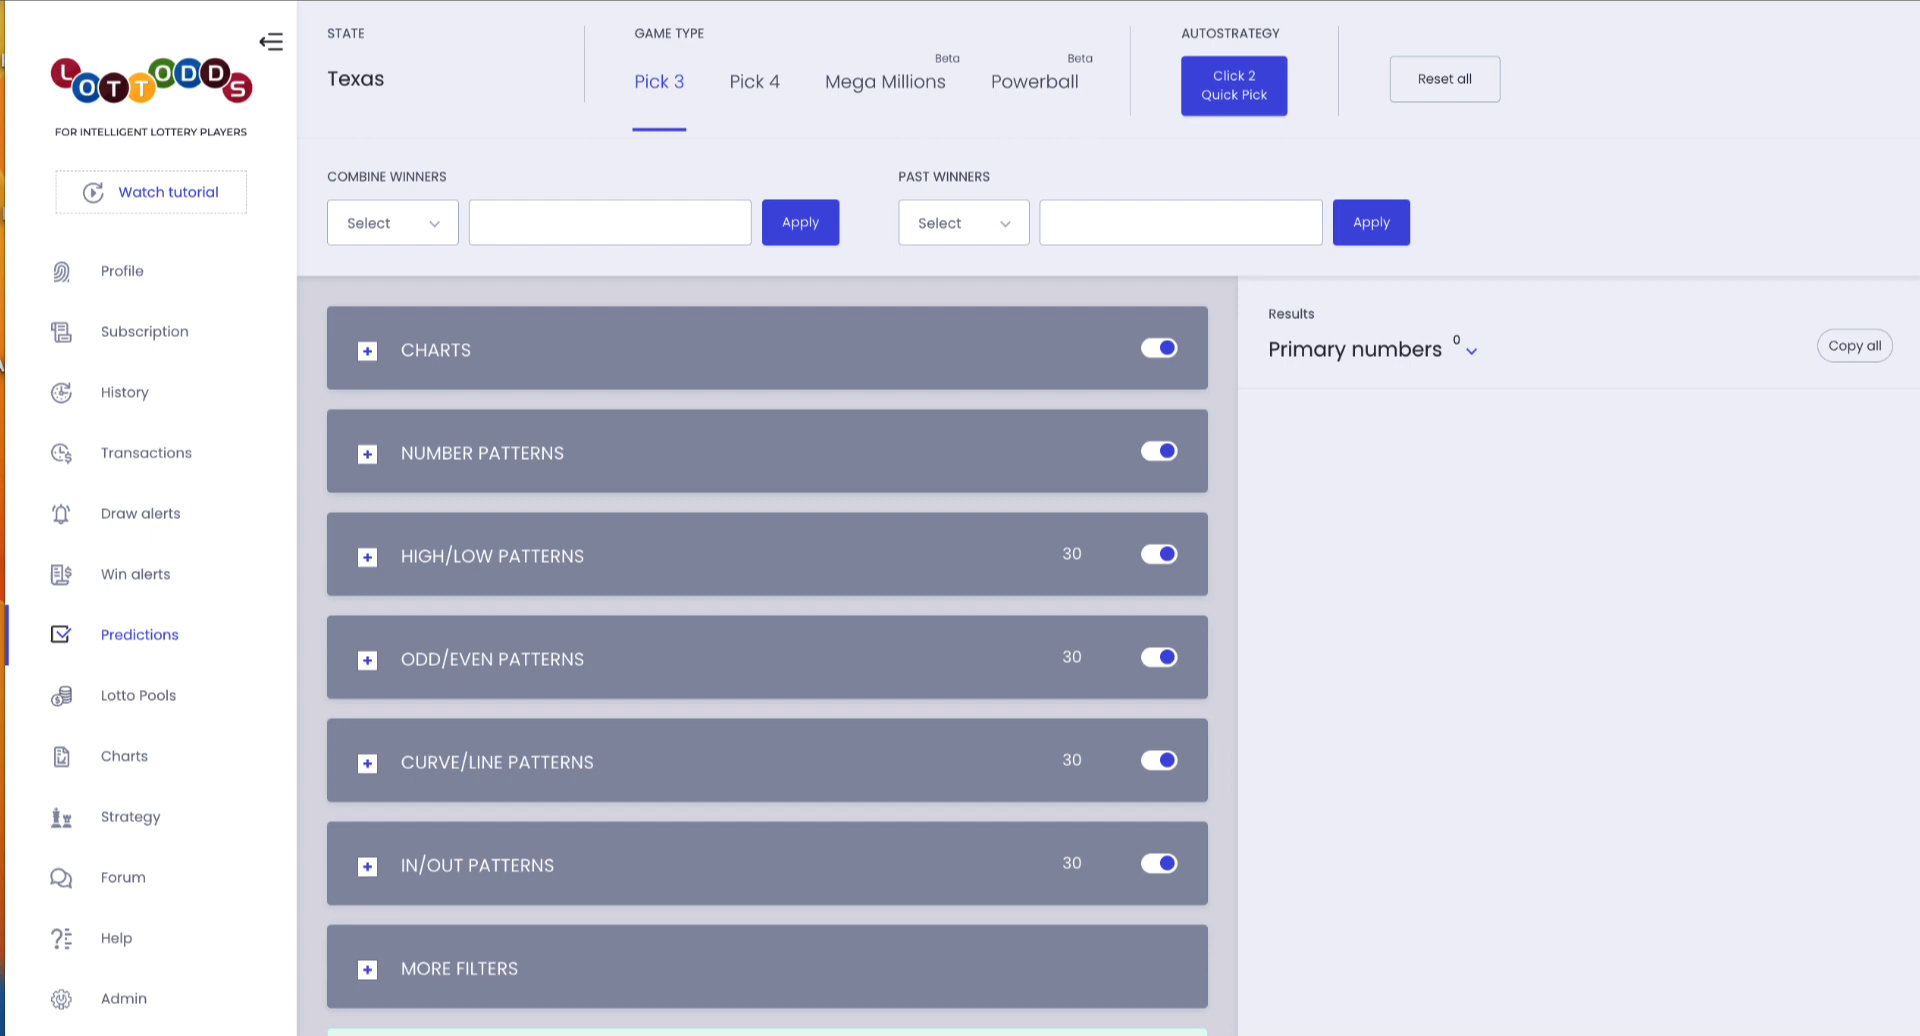 LOTTODDS
FOR INTELLIGENT LOTTERY PLAYERS
Watch tutorial
Profile
Subscription
History
Transactions
Draw alerts
Win alerts
Predictions
Lotto Pools
Charts
Strategy
Forum
Help
Admin
STATE
Texas
GAME TYPE
Pick 3
Pick 4
Mega Millions Beta
Powerball Beta
AUTOSTRATEGY
Click 2
Quick Pick
Reset all
COMBINE WINNERS
Select
Apply
PAST WINNERS
Select
Apply
CHARTS
NUMBER PATTERNS
HIGH/LOW PATTERNS 30
ODD/EVEN PATTERNS 30
CURVE/LINE PATTERNS 30
IN/OUT PATTERNS 30
MORE FILTERS
Results
Primary numbers 0
Copy all